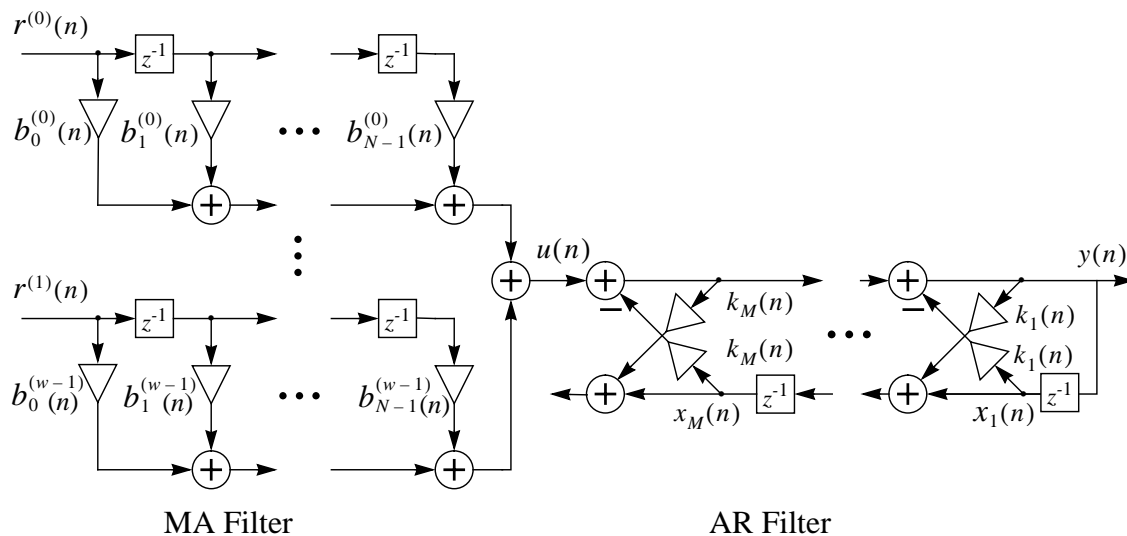 r^{(0)}(n)
z^{-1}
z^{-1}
b_0^{(0)}(n) b_1^{(0)}(n) ••• b_{N-1}^{(0)}(n)
+ +
r^{(1)}(n)
z^{-1}
z^{-1}
b_0^{(w-1)}(n) b_1^{(w-1)}(n) ••• b_{N-1}^{(w-1)}(n)
+ +
+
u(n)
+
−
k_M(n)
k_M(n)
+
x_M(n)
z^{-1}
•••
+
−
k_1(n)
k_1(n)
+
x_1(n)
z^{-1}
y(n)
MA Filter
AR Filter